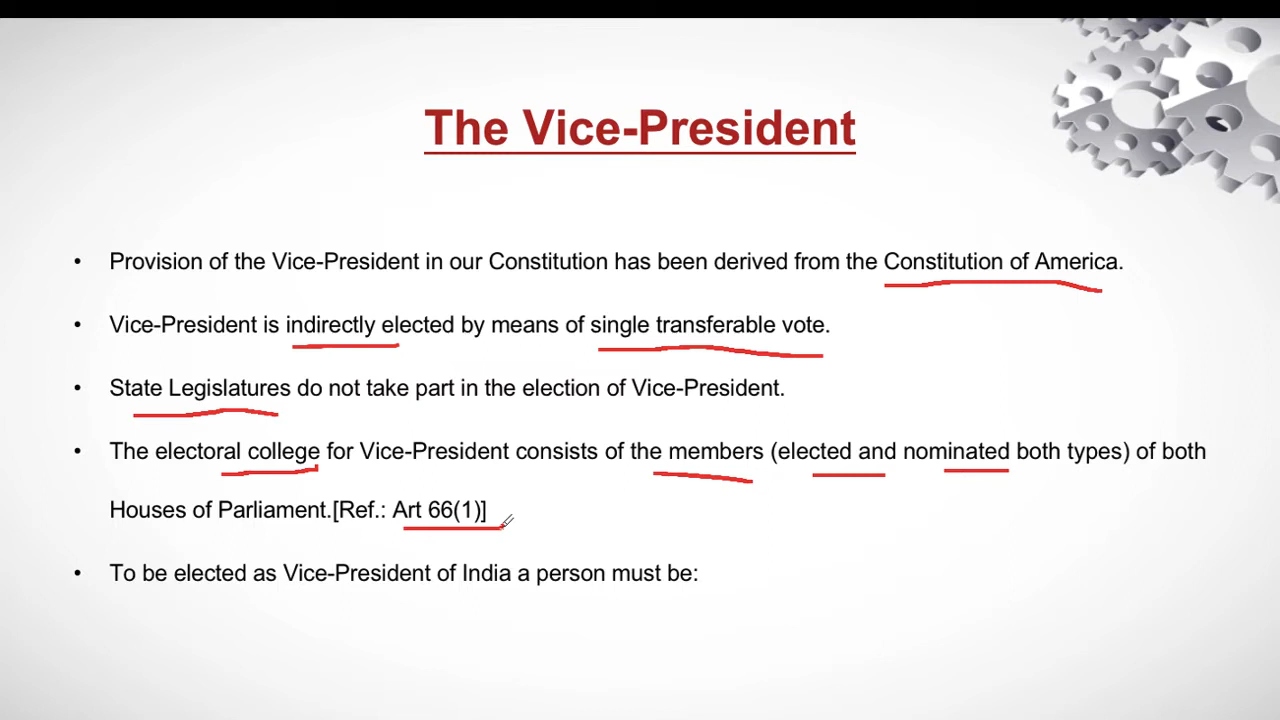 The Vice-President
• Provision of the Vice-President in our Constitution has been derived from the Constitution of America.
• Vice-President is indirectly elected by means of single transferable vote.
• State Legislatures do not take part in the election of Vice-President.
• The electoral college for Vice-President consists of the members (elected and nominated both types) of both
Houses of Parliament.[Ref.: Art 66(1)]
• To be elected as Vice-President of India a person must be: